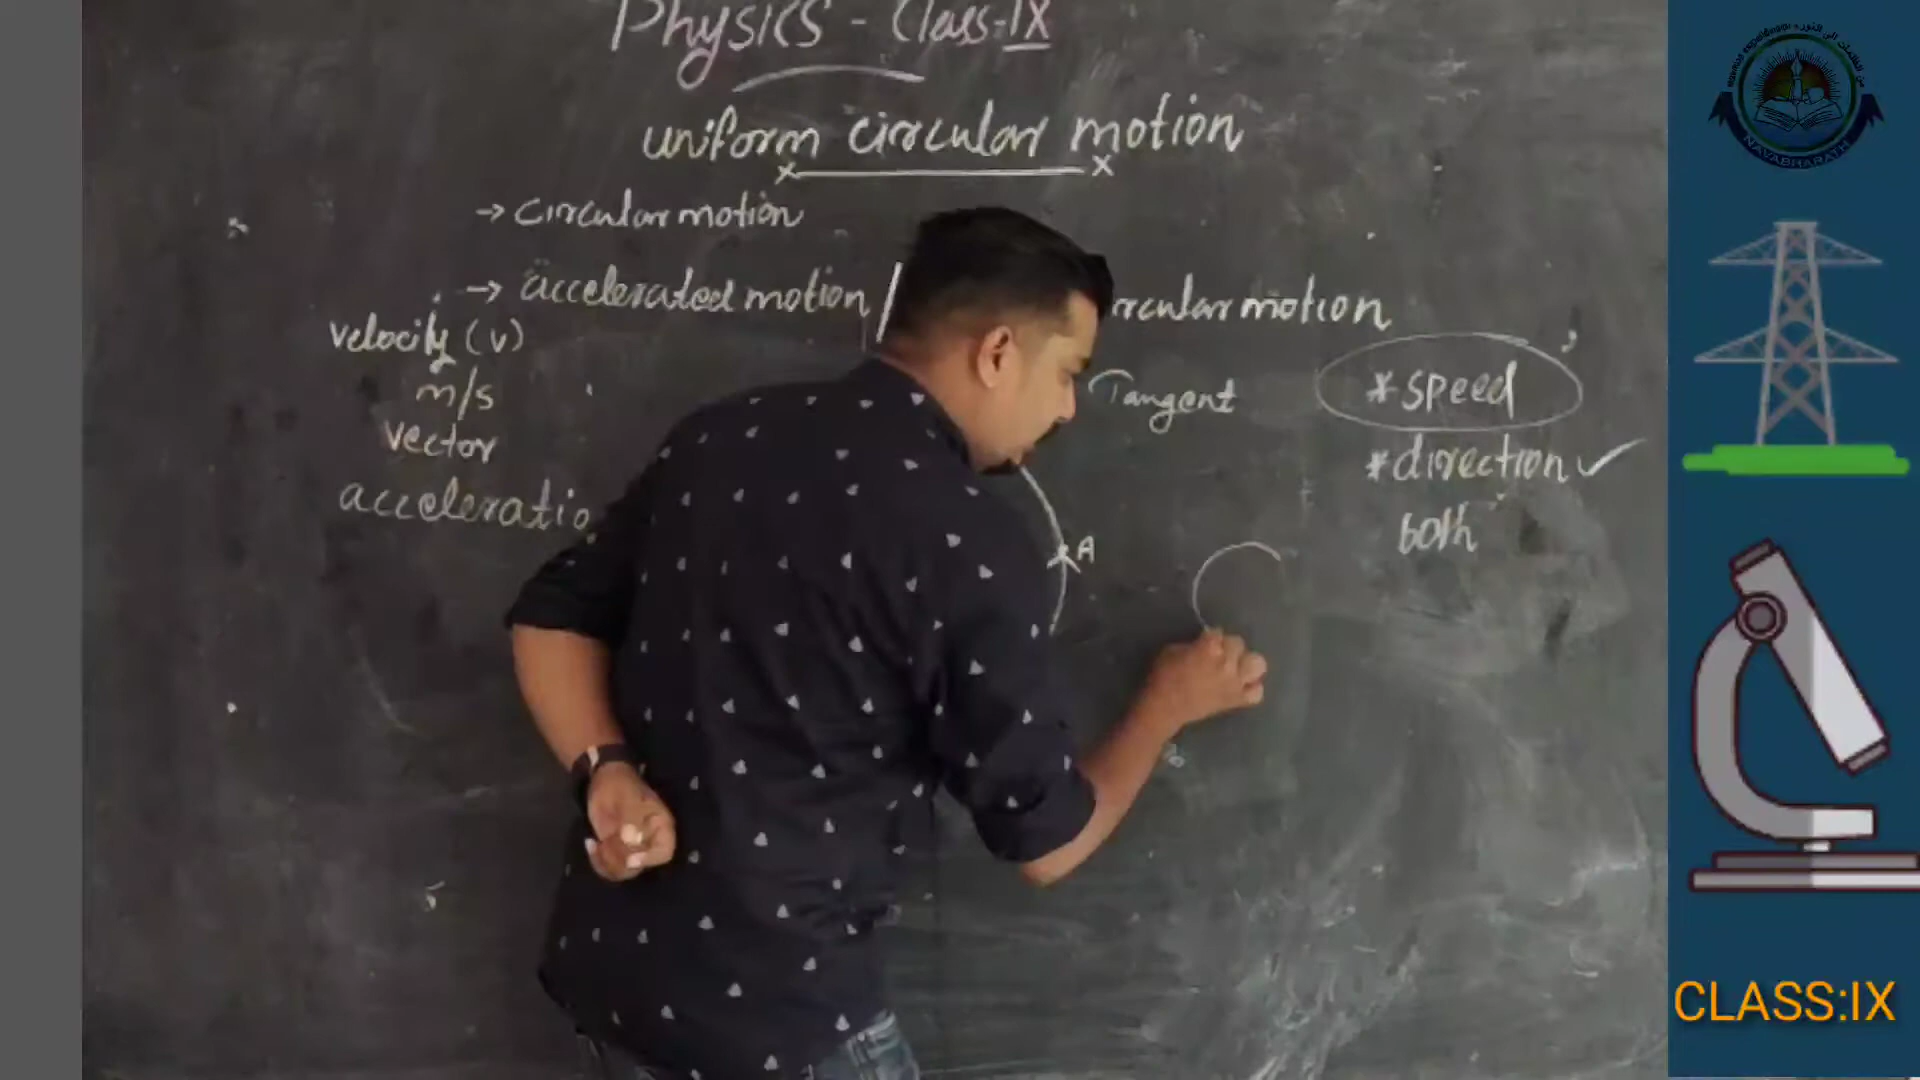 Physics - Class-IX
uniform circular motion
→ circular motion
→ accelerated motion /
rcular motion
velocity (v)
m/s
vector
acceleratio
Tangent
A
* speed
* direction ✓
both
NAVABHARATH
CLASS:IX